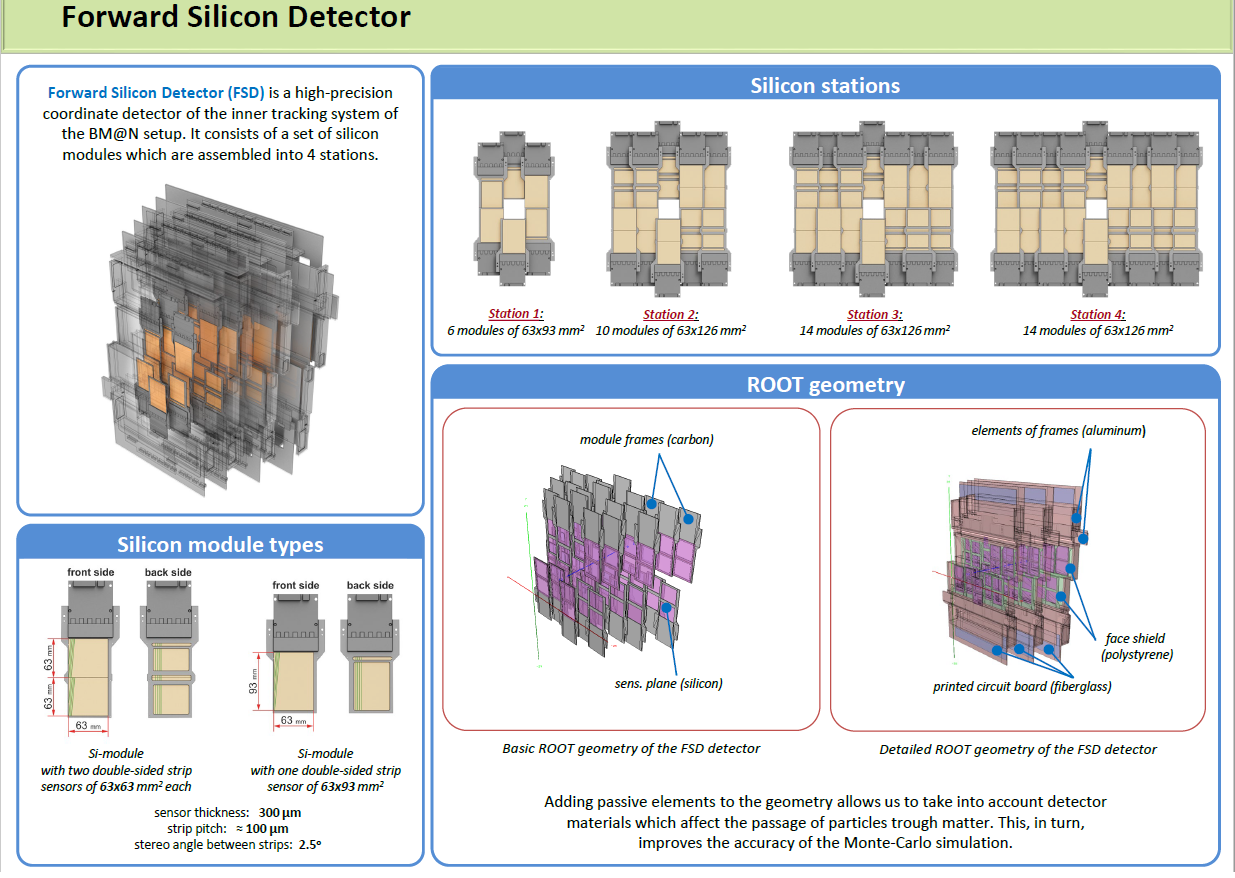 Forward Silicon Detector
Forward Silicon Detector (FSD) is a high-precision
coordinate detector of the inner tracking system of
the BM@N setup. It consists of a set of silicon
modules which are assembled into 4 stations.
Silicon module types
front side
back side
front side
back side
63 mm
63 mm
63 mm
93 mm
63 mm
Si-module
with two double-sided strip
sensors of 63x63 mm² each
Si-module
with one double-sided strip
sensor of 63x93 mm²
sensor thickness: 300 µm
strip pitch: ≈ 100 µm
stereo angle between strips: 2.5°
Silicon stations
Station 1:
6 modules of 63x93 mm²
Station 2:
10 modules of 63x126 mm²
Station 3:
14 modules of 63x126 mm²
Station 4:
14 modules of 63x126 mm²
ROOT geometry
module frames (carbon)
sens. plane (silicon)
Basic ROOT geometry of the FSD detector
elements of frames (aluminum)
face shield
(polystyrene)
printed circuit board (fiberglass)
Detailed ROOT geometry of the FSD detector
Adding passive elements to the geometry allows us to take into account detector
materials which affect the passage of particles trough matter. This, in turn,
improves the accuracy of the Monte-Carlo simulation.